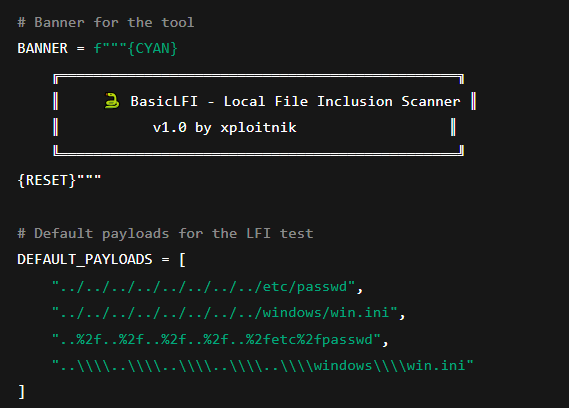 # Banner for the tool
BANNER = f"""{CYAN}
╔═══════════════════════════════════════════════╗
║ 🐍 BasicLFI - Local File Inclusion Scanner ║
║ v1.0 by xploitnik ║
╚═══════════════════════════════════════════════╝
{RESET}"""
# Default payloads for the LFI test
DEFAULT_PAYLOADS = [
"../../../../../../../../etc/passwd",
"../../../../../../../../windows/win.ini",
"..%2f..%2f..%2f..%2f..%2fetc%2fpasswd",
"..\\\\..\\\\..\\\\..\\\\..\\\\windows\\\\win.ini"
]